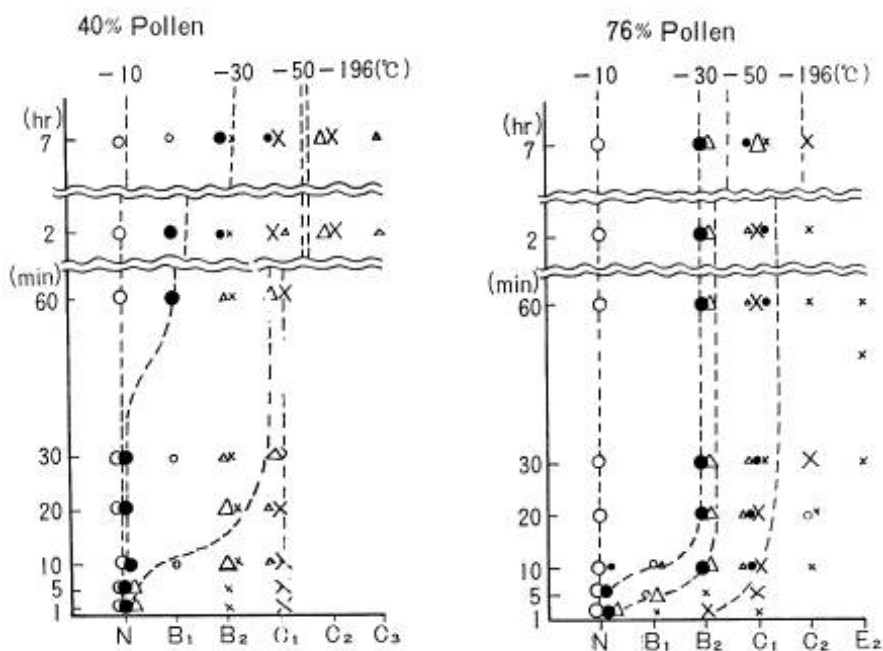 40% Pollen
-10 -30 -50 -196(℃)
(hr)
7
2
(min)
60
30
20
10
5
1
N B₁ B₂ C₁ C₂ C₃
76% Pollen
-10 -30 -50 -196(℃)
(hr)
7
2
(min)
60
30
20
10
5
1
N B₁ B₂ C₁ C₂ E₂